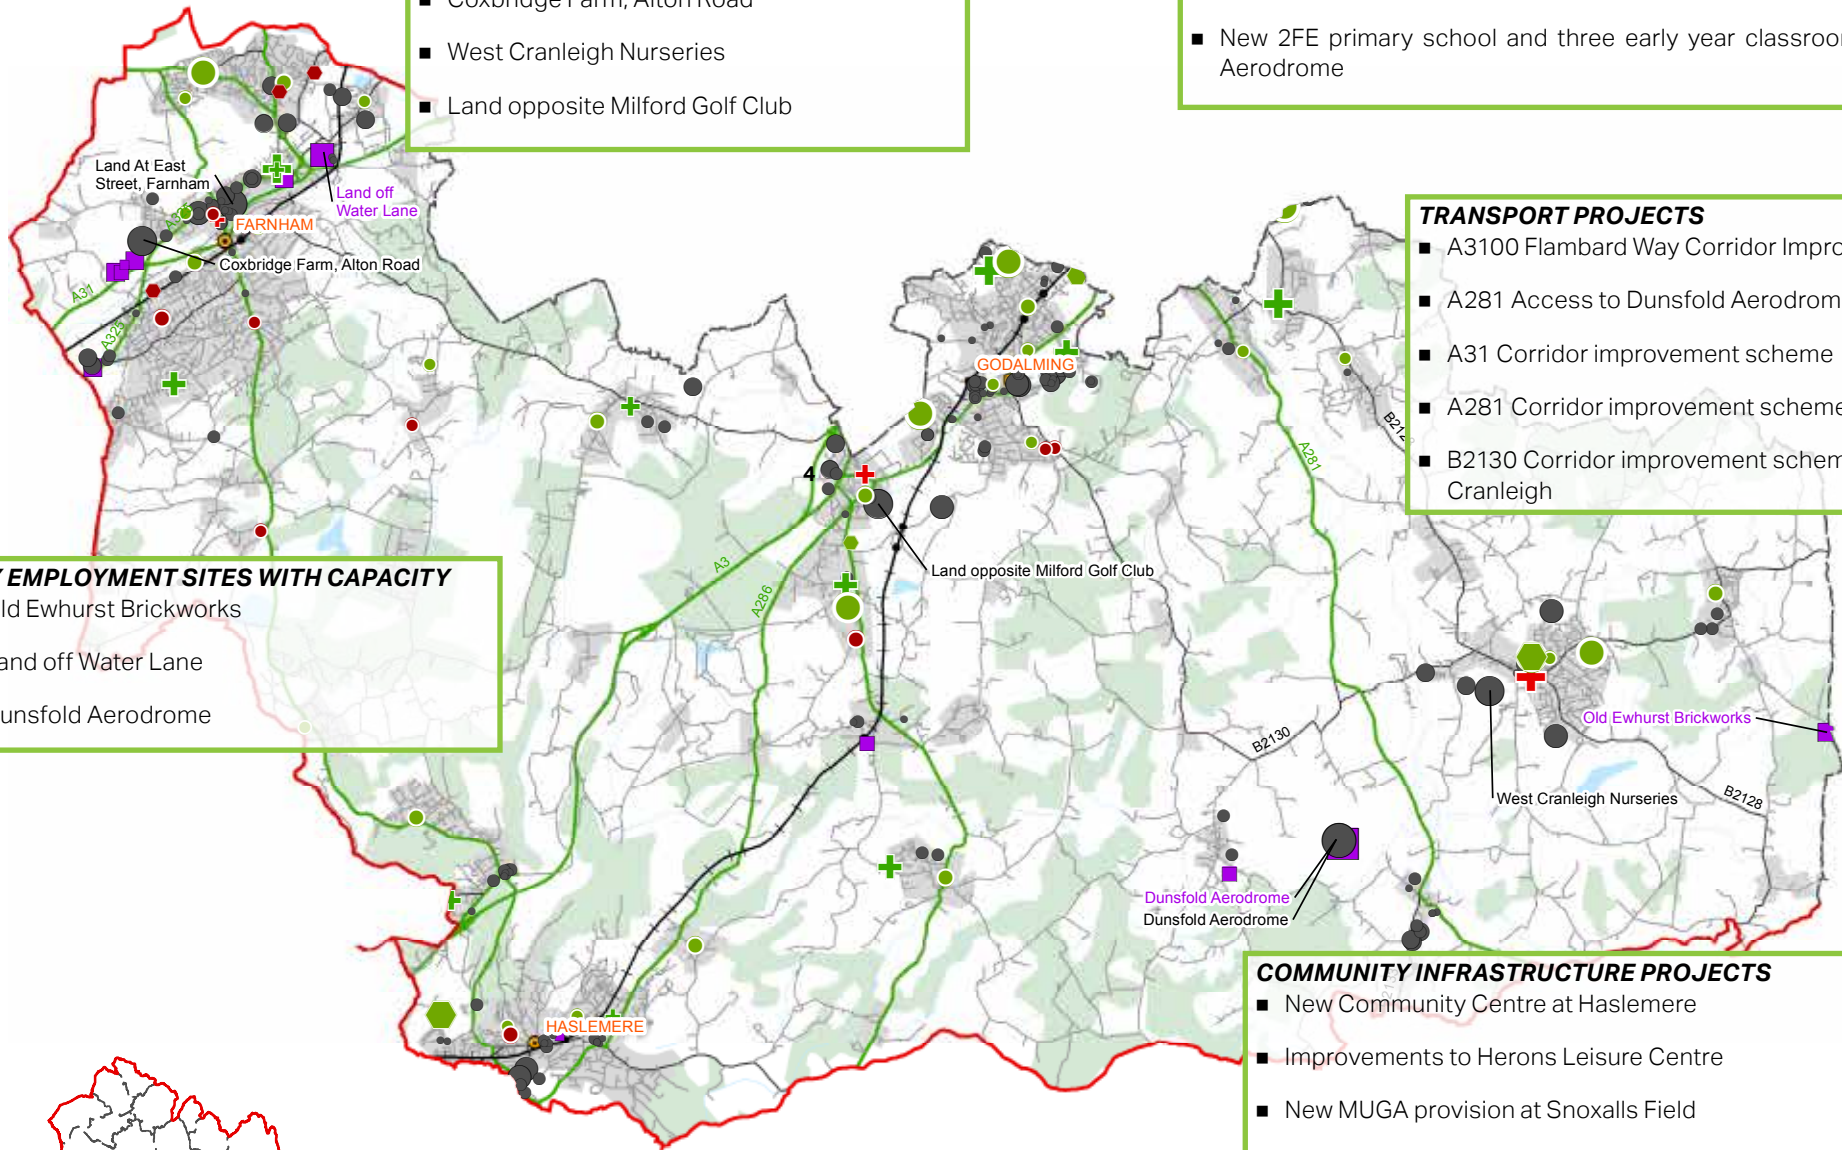 Coxbridge Farm, Alton Road
■ West Cranleigh Nurseries
■ Land opposite Milford Golf Club
■ New 2FE primary school and three early year
Aerodrome
Land At East
Street, Farnham
Land off
Water Lane
FARNHAM
Coxbridge Farm, Alton Road
A31
A325
GODALMING
TRANSPORT PROJECTS
■ A3100 Flambard Way Corridor
■ A281 Access to Dunsfold
■ A31 Corridor improvement scheme
■ A281 Corridor improvement scheme
■ B2130 Corridor improvement
Cranleigh
A281
4
A3
A286
Land opposite Milford Golf Club
EMPLOYMENT SITES WITH CAPACITY
ld Ewhurst Brickworks
and off Water Lane
unsfold Aerodrome
Old Ewhurst Brickworks
B2130
West Cranleigh Nurseries
B2128
Dunsfold Aerodrome
Dunsfold Aerodrome
HASLEMERE
COMMUNITY INFRASTRUCTURE PROJECTS
■ New Community Centre at Haslemere
■ Improvements to Herons Leisure Centre
■ New MUGA provision at Snoxalls Field